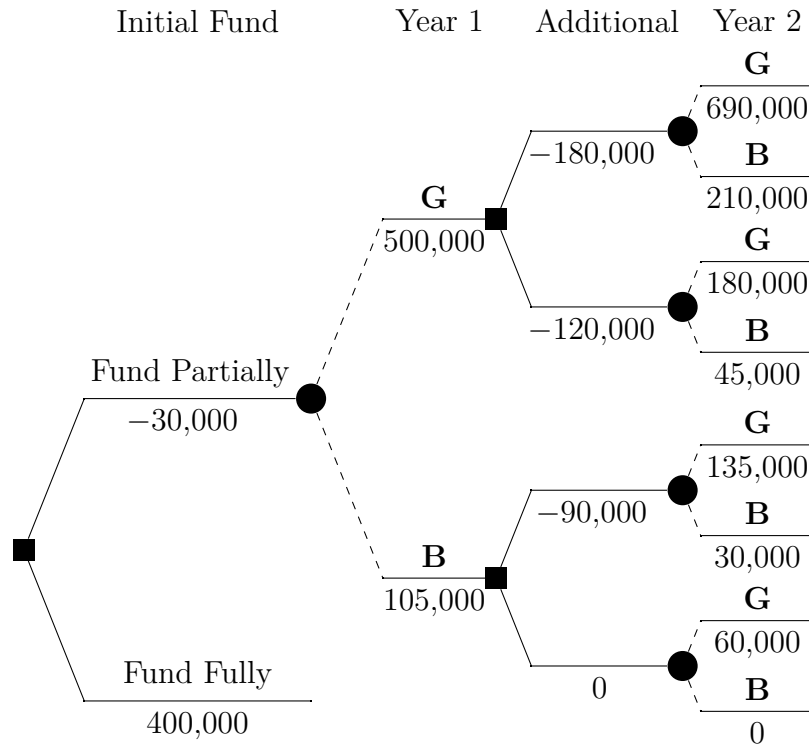 Initial Fund
Year 1
Additional
Year 2
G
690,000
−180,000
B
210,000
G
500,000
G
180,000
−120,000
B
45,000
Fund Partially
−30,000
G
135,000
−90,000
B
30,000
B
105,000
G
60,000
0
B
0
Fund Fully
400,000